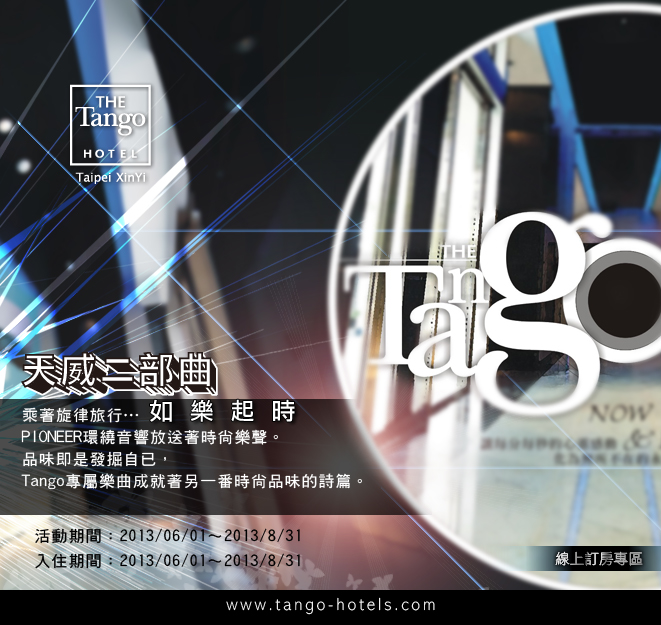 THE
Tango
HOTEL
Taipei XinYi
THE
Tango
NOW
&
天威二部曲
乘著旋律旅行… 如樂起時
PIONEER環繞音響放送著時尚樂聲。
品味即是發掘自已，
Tango專屬樂曲成就著另一番時尚品味的詩篇。
活動期間：2013/06/01～2013/8/31
入住期間：2013/06/01～2013/8/31
線上訂房專區
www.tango-hotels.com